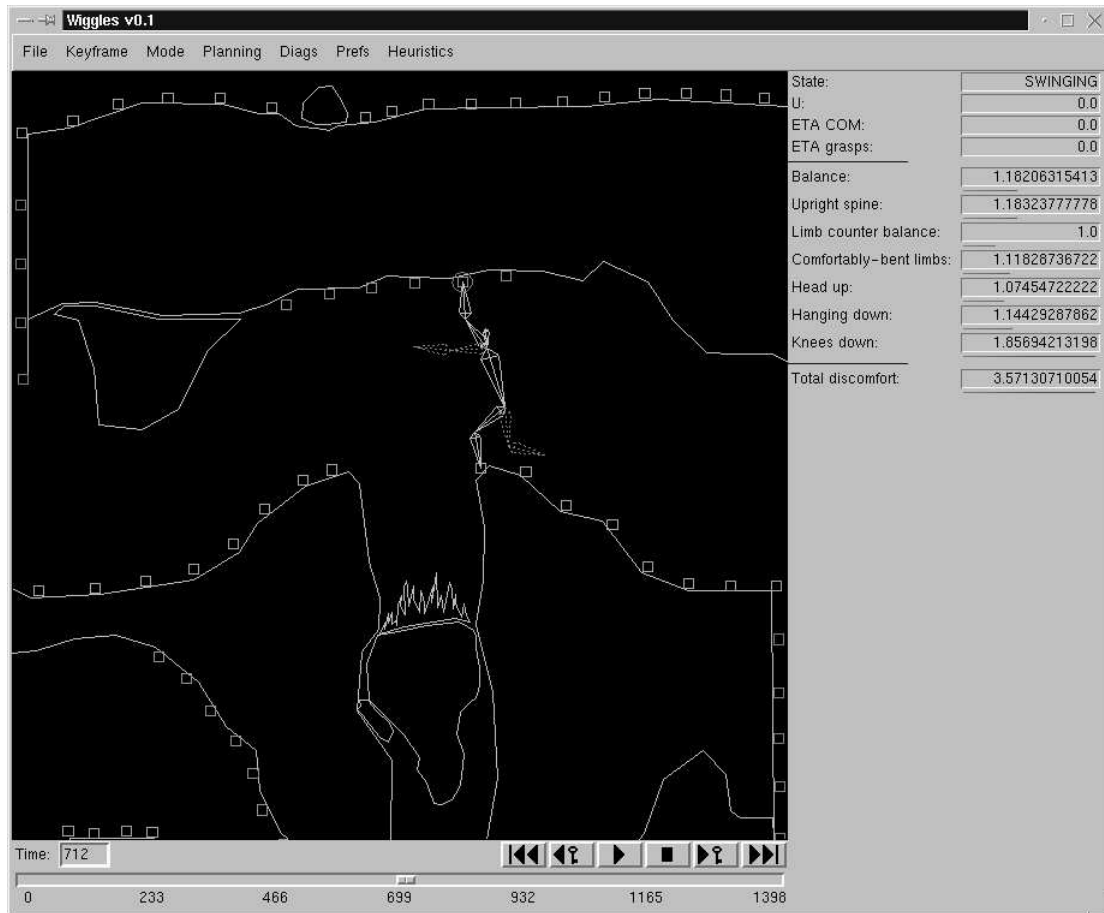 Wiggles v0.1
File Keyframe Mode Planning Diags Prefs Heuristics
State: SWINGING
U: 0.0
ETA COM: 0.0
ETA grasps: 0.0
Balance: 1.18206315413
Upright spine: 1.18323777778
Limb counter balance: 1.0
Comfortably-bent limbs: 1.11828736722
Head up: 1.07454722222
Hanging down: 1.14429287862
Knees down: 1.85694213198
Total discomfort: 3.57130710054
Time: 712
0 233 466 699 932 1165 1398